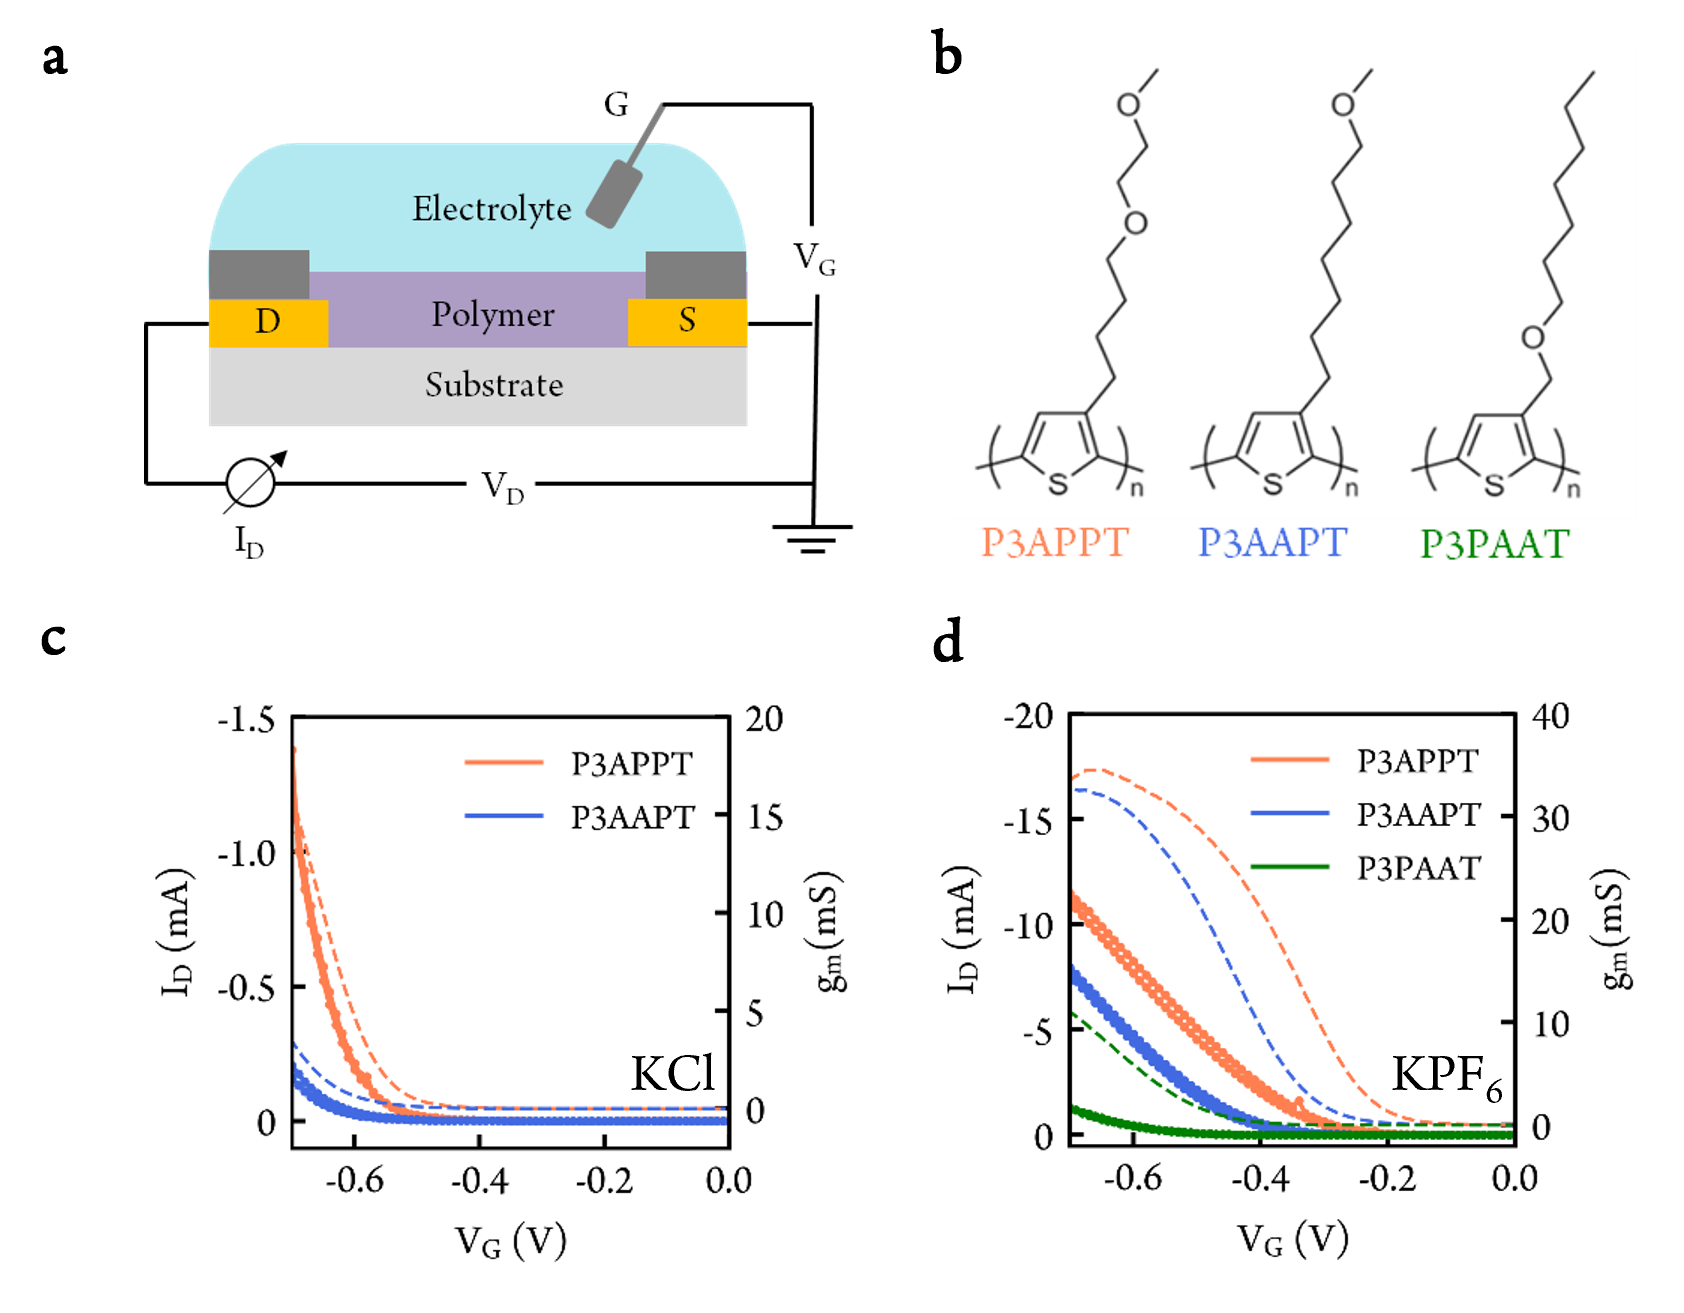 a
G
Electrolyte
V_G
D
Polymer
S
Substrate
V_D
I_D
b
O
O
O
O
( S )n
( S )n
( S )n
P3APPT
P3AAPT
P3PAAT
c
-1.5
-1.0
-0.5
0
I_D (mA)
20
15
10
5
0
g_m (mS)
P3APPT
P3AAPT
KCl
-0.6 -0.4 -0.2 0.0
V_G (V)
d
-20
-15
-10
-5
0
I_D (mA)
40
30
20
10
0
g_m (mS)
P3APPT
P3AAPT
P3PAAT
KPF₆
-0.6 -0.4 -0.2 0.0
V_G (V)